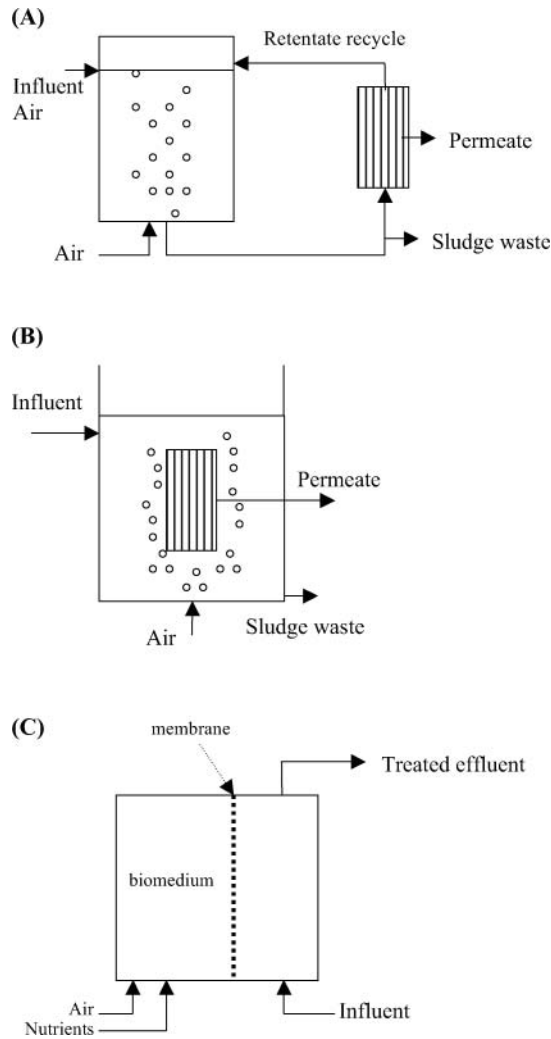 (A)
Retentate recycle
Influent
Air
Permeate
Air
Sludge waste
(B)
Influent
Permeate
Air
Sludge waste
(C)
membrane
Treated effluent
biomedium
Air
Nutrients
Influent